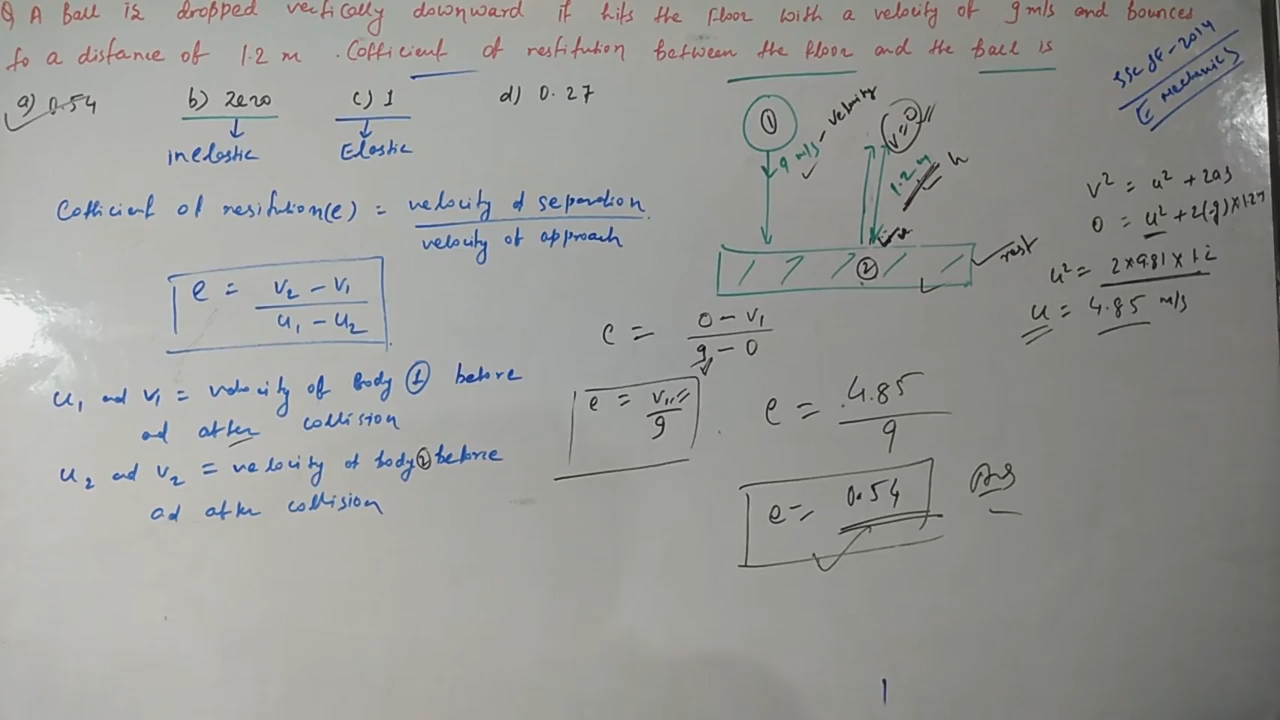 Q A Ball is dropped vertically downward it hits the floor with a velocity of 9 m/s and bounces
to a distance of 1.2 m . Cofficient of restitution between the floor and the ball is
a) 0.54 b) Zero c) 1 d) 0.27
inelastic Elastic
SSC JE-2014
Mechanics
①
9 m/s - velocity
V=0
1.2 m h
②
rest
Cofficient of resitution(e) = velocity of separation
velocity of approach
e = v2 - v1
u1 - u2
u1 and v1 = velocity of body ① before
ad after collision
u2 ad v2 = velocity of body ② before
ad after collision
v² = u² + 2as
0 = u² + 2(-g)×1.2
u² = 2×9.81×1.2
u = 4.85 m/s
e = 0 - v1
9 - 0
e = v1
9
e = 4.85
9
e = 0.54 Ans